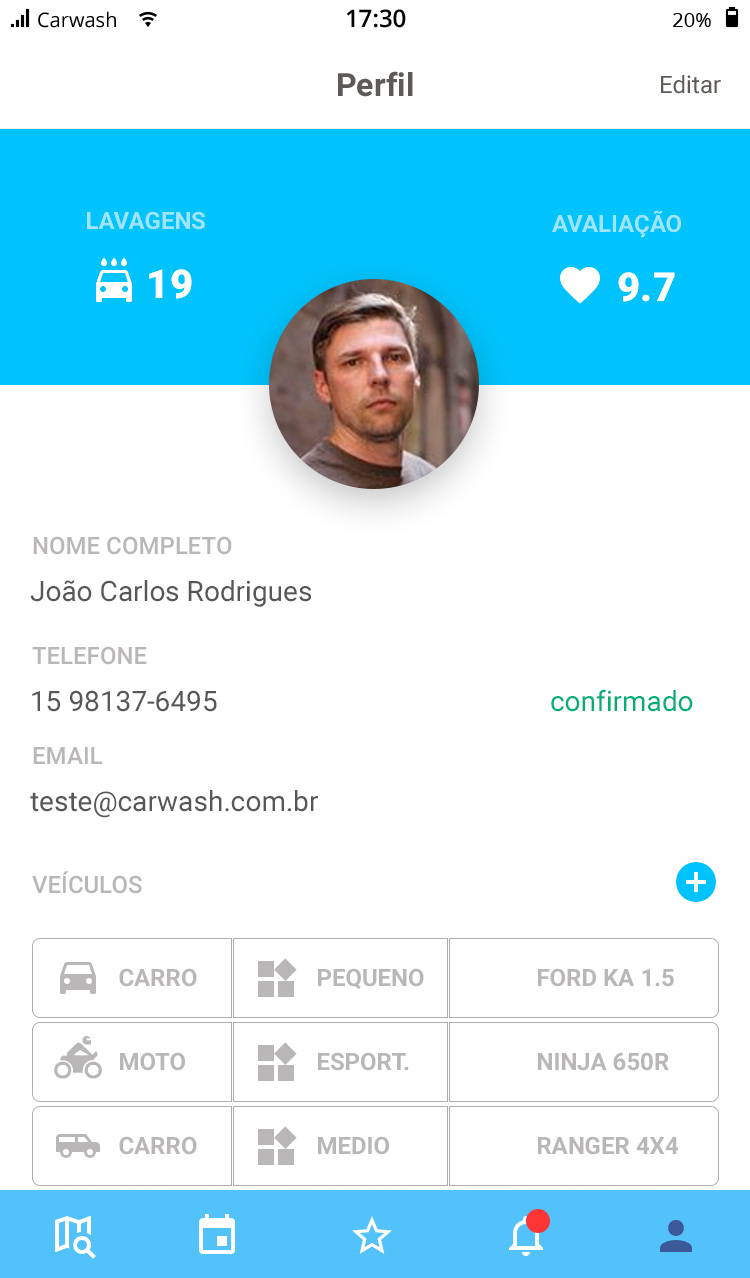 Carwash 17:30 20%
Perfil Editar
LAVAGENS AVALIAÇÃO
19 9.7
NOME COMPLETO
João Carlos Rodrigues
TELEFONE
15 98137-6495 confirmado
EMAIL
teste@carwash.com.br
VEÍCULOS
CARRO PEQUENO FORD KA 1.5
MOTO ESPORT. NINJA 650R
CARRO MEDIO RANGER 4X4